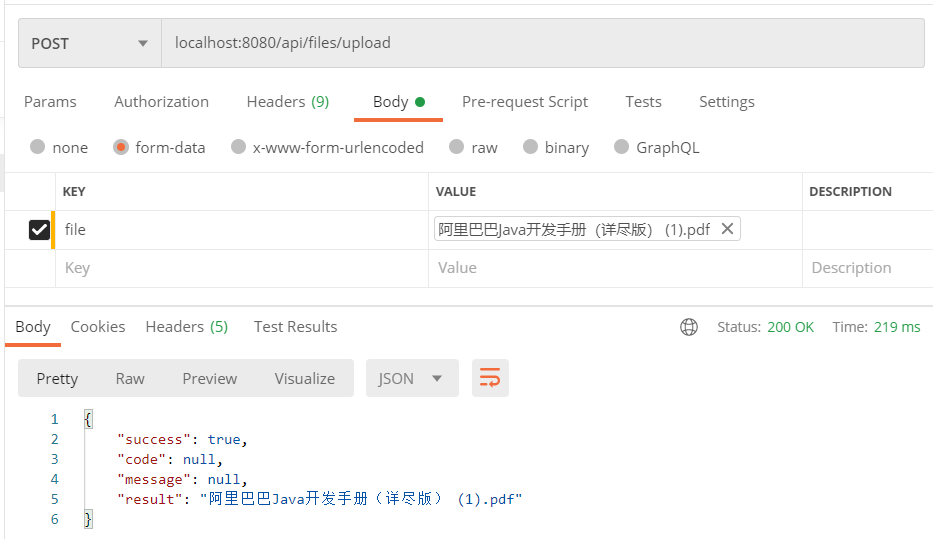 POST localhost:8080/api/files/upload
Params Authorization Headers (9) Body Pre-request Script Tests Settings
none form-data x-www-form-urlencoded raw binary GraphQL
KEY VALUE DESCRIPTION
file 阿里巴巴Java开发手册（详尽版） (1).pdf
Key Value Description
Body Cookies Headers (5) Test Results Status: 200 OK Time: 219 ms
Pretty Raw Preview Visualize JSON
1 {
2 "success": true,
3 "code": null,
4 "message": null,
5 "result": "阿里巴巴Java开发手册（详尽版） (1).pdf"
6 }